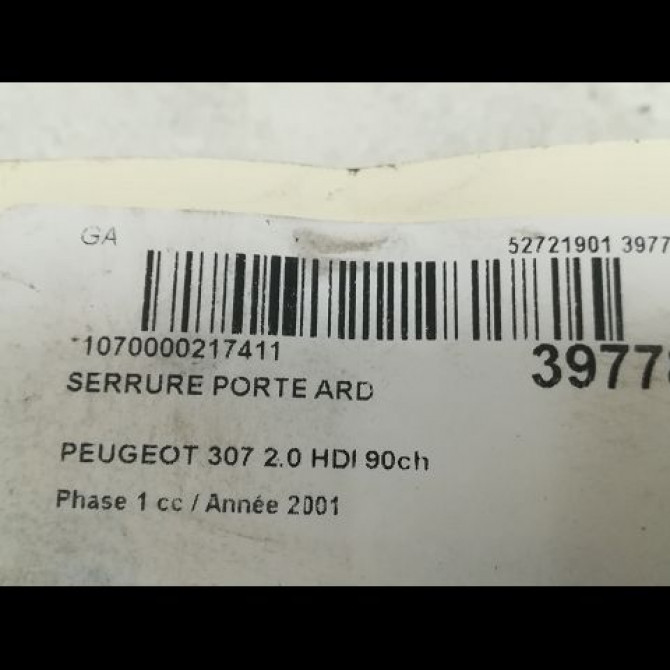 GA
52721901 3977
*1070000217411
3977
SERRURE PORTE ARD
PEUGEOT 307 2.0 HDI 90ch
Phase 1 cc / Année 2001